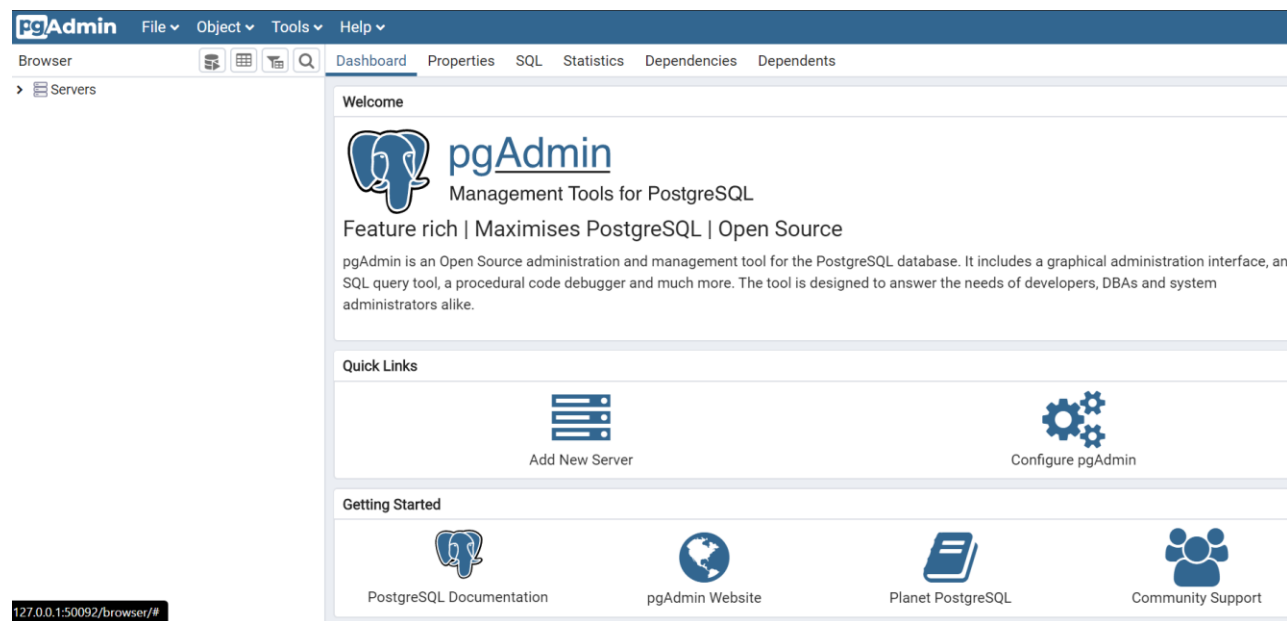 pgAdmin File Object Tools Help
Browser
Dashboard Properties SQL Statistics Dependencies Dependents
Servers
Welcome
pgAdmin
Management Tools for PostgreSQL
Feature rich | Maximises PostgreSQL | Open Source
pgAdmin is an Open Source administration and management tool for the PostgreSQL database. It includes a graphical administration interface, an
SQL query tool, a procedural code debugger and much more. The tool is designed to answer the needs of developers, DBAs and system
administrators alike.
Quick Links
Add New Server
Configure pgAdmin
Getting Started
PostgreSQL Documentation
pgAdmin Website
Planet PostgreSQL
Community Support
127.0.0.1:50092/browser/#